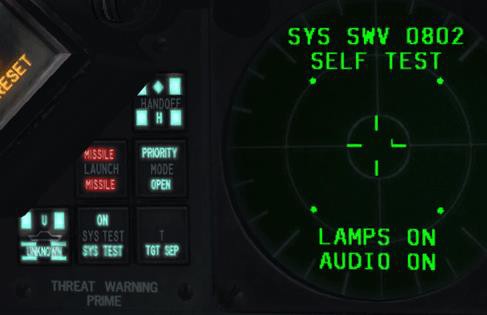 RESET
HANDOFF
H
MISSILE
LAUNCH
MISSILE
PRIORITY
MODE
OPEN
U
UNKNOWN
ON
SYS TEST
SYS TEST
T
TGT SEP
THREAT WARNING
PRIME
SYS SWV 0802
SELF TEST
LAMPS ON
AUDIO ON